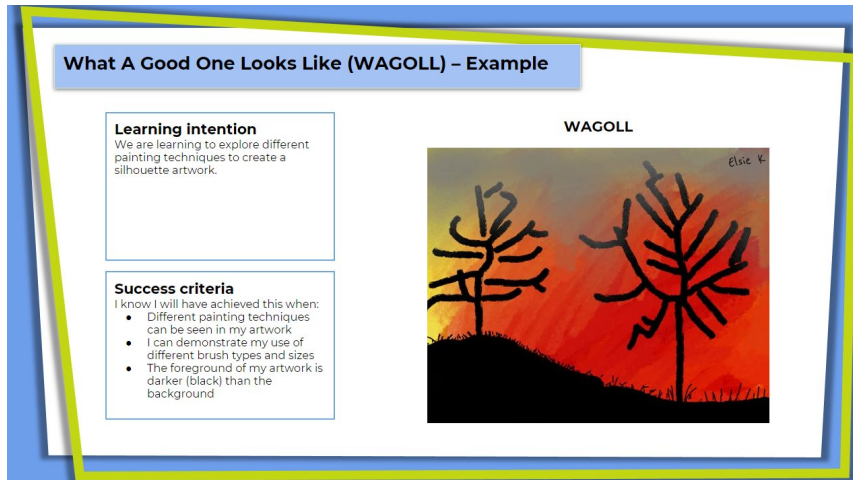 What A Good One Looks Like (WAGOLL) – Example
Learning intention
We are learning to explore different
painting techniques to create a
silhouette artwork.
Success criteria
I know I will have achieved this when:
● Different painting techniques
can be seen in my artwork
● I can demonstrate my use of
different brush types and sizes
● The foreground of my artwork is
darker (black) than the
background
WAGOLL
Elsie K